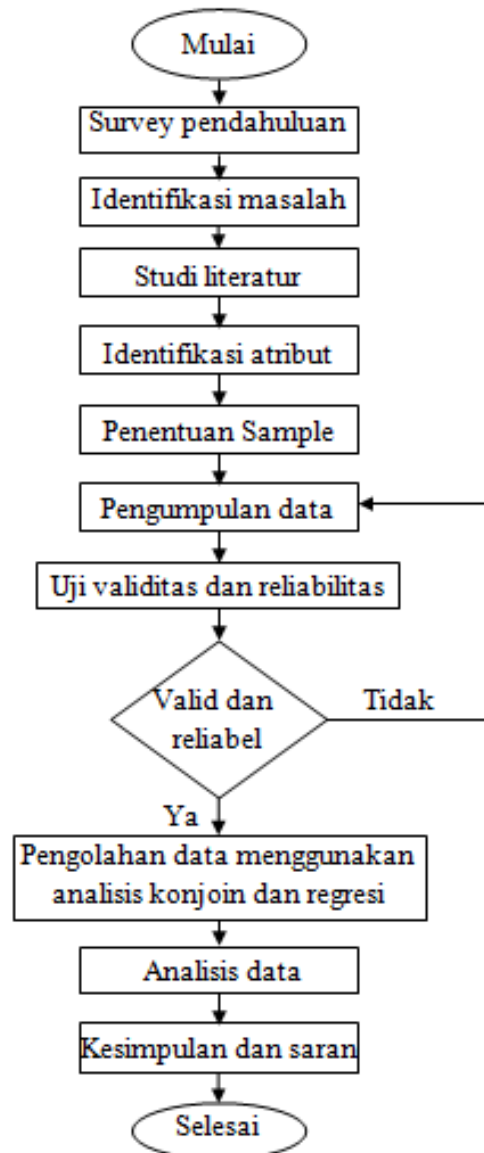 Mulai
Survey pendahuluan
Identifikasi masalah
Studi literatur
Identifikasi atribut
Penentuan Sample
Pengumpulan data
Uji validitas dan reliabilitas
Valid dan
reliabel
Tidak
Ya
Pengolahan data menggunakan
analisis konjoin dan regresi
Analisis data
Kesimpulan dan saran
Selesai